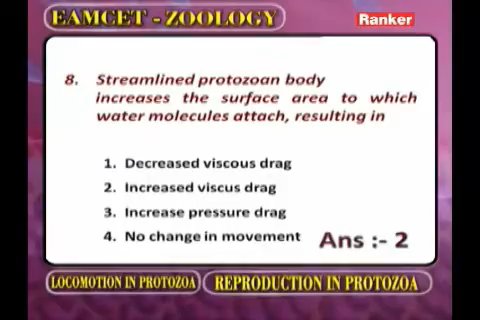 EAMCET - ZOOLOGY
Ranker
8. Streamlined protozoan body
increases the surface area to which
water molecules attach, resulting in
1. Decreased viscous drag
2. Increased viscus drag
3. Increase pressure drag
4. No change in movement
Ans :- 2
LOCOMOTION IN PROTOZOA
REPRODUCTION IN PROTOZOA